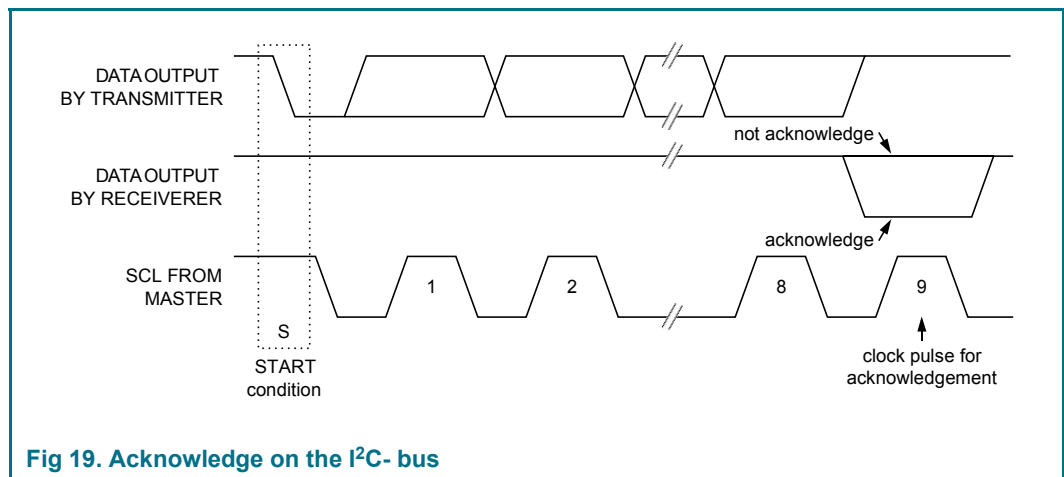 DATA OUTPUT
BY TRANSMITTER
not acknowledge
DATA OUTPUT
BY RECEIVERER
acknowledge
SCL FROM
MASTER
1
2
8
9
S
START
condition
clock pulse for
acknowledgement
Fig 19. Acknowledge on the I²C- bus